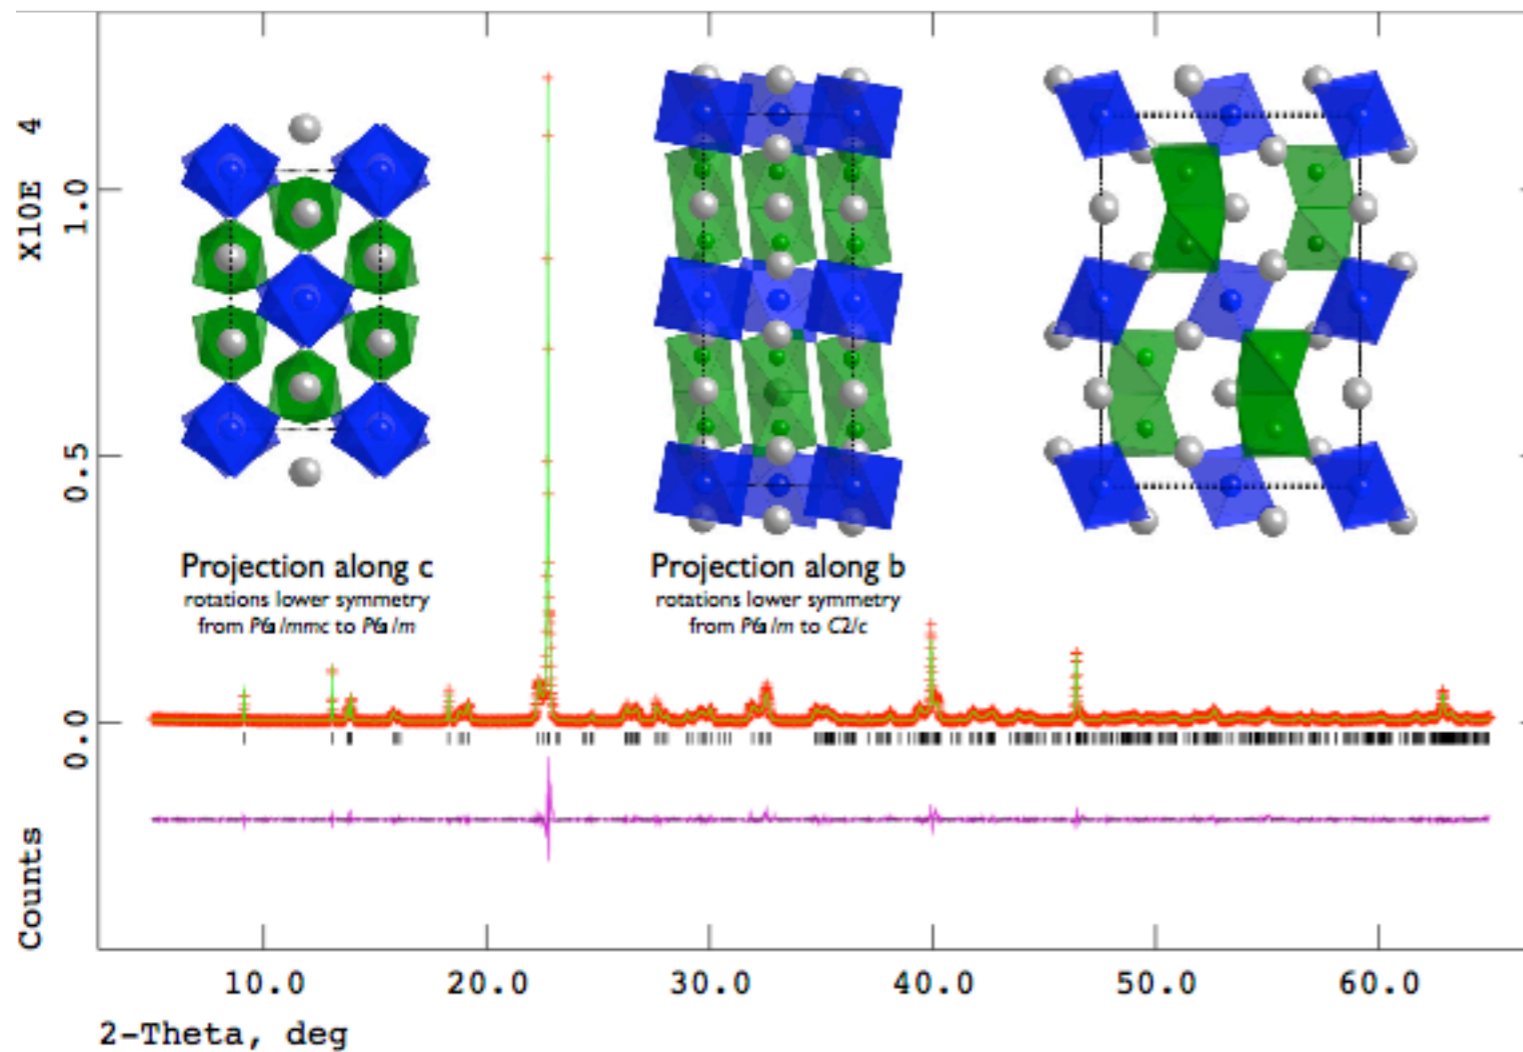 X10E 4
1.0
0.5
0.0
Counts
Projection along c
rotations lower symmetry
from P6₃/mmc to P6₃/m
Projection along b
rotations lower symmetry
from P6₃/m to C2/c
10.0 20.0 30.0 40.0 50.0 60.0
2-Theta, deg